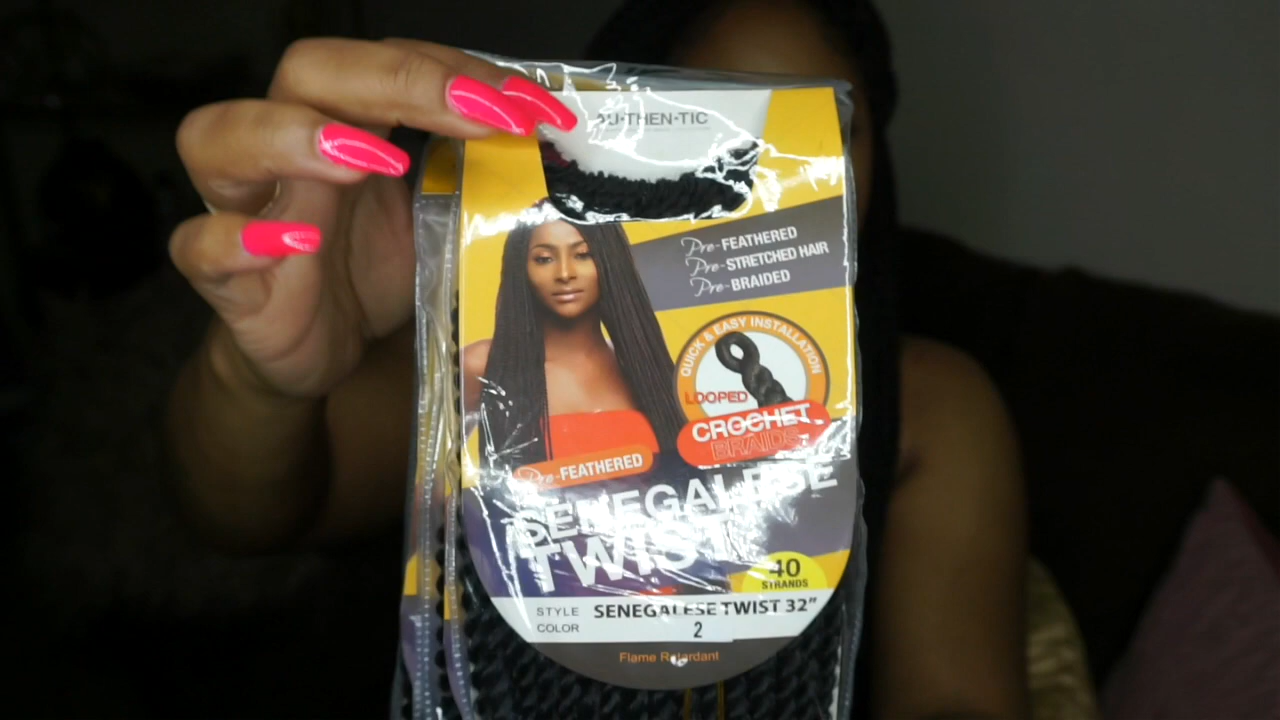 AU•THEN•TIC
Pre-FEATHERED
Pre-STRETCHED HAIR
Pre-BRAIDED
QUICK & EASY INSTALLATION
LOOPED
CROCHET
BRAIDS
Pre-FEATHERED
SENEGALESE
TWIST
40
STRANDS
STYLE SENEGALESE TWIST 32"
COLOR 2
Flame Retardant